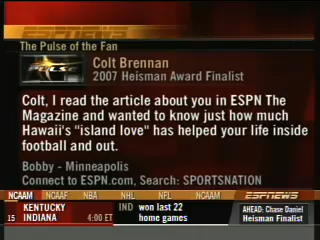 ESPNEWS
The Pulse of the Fan
PULSE
Colt Brennan
2007 Heisman Award Finalist
Colt, I read the article about you in ESPN The
Magazine and wanted to know just how much
Hawaii's "island love" has helped your life inside
football and out.
Bobby - Minneapolis
Connect to ESPN.com, Search: SPORTSNATION
NCAAM NCAAF NBA NHL NFL NCAAM ESPNEWS
15 KENTUCKY INDIANA 4:00 ET IND won last 22 home games
AHEAD: Chase Daniel
Heisman Finalist